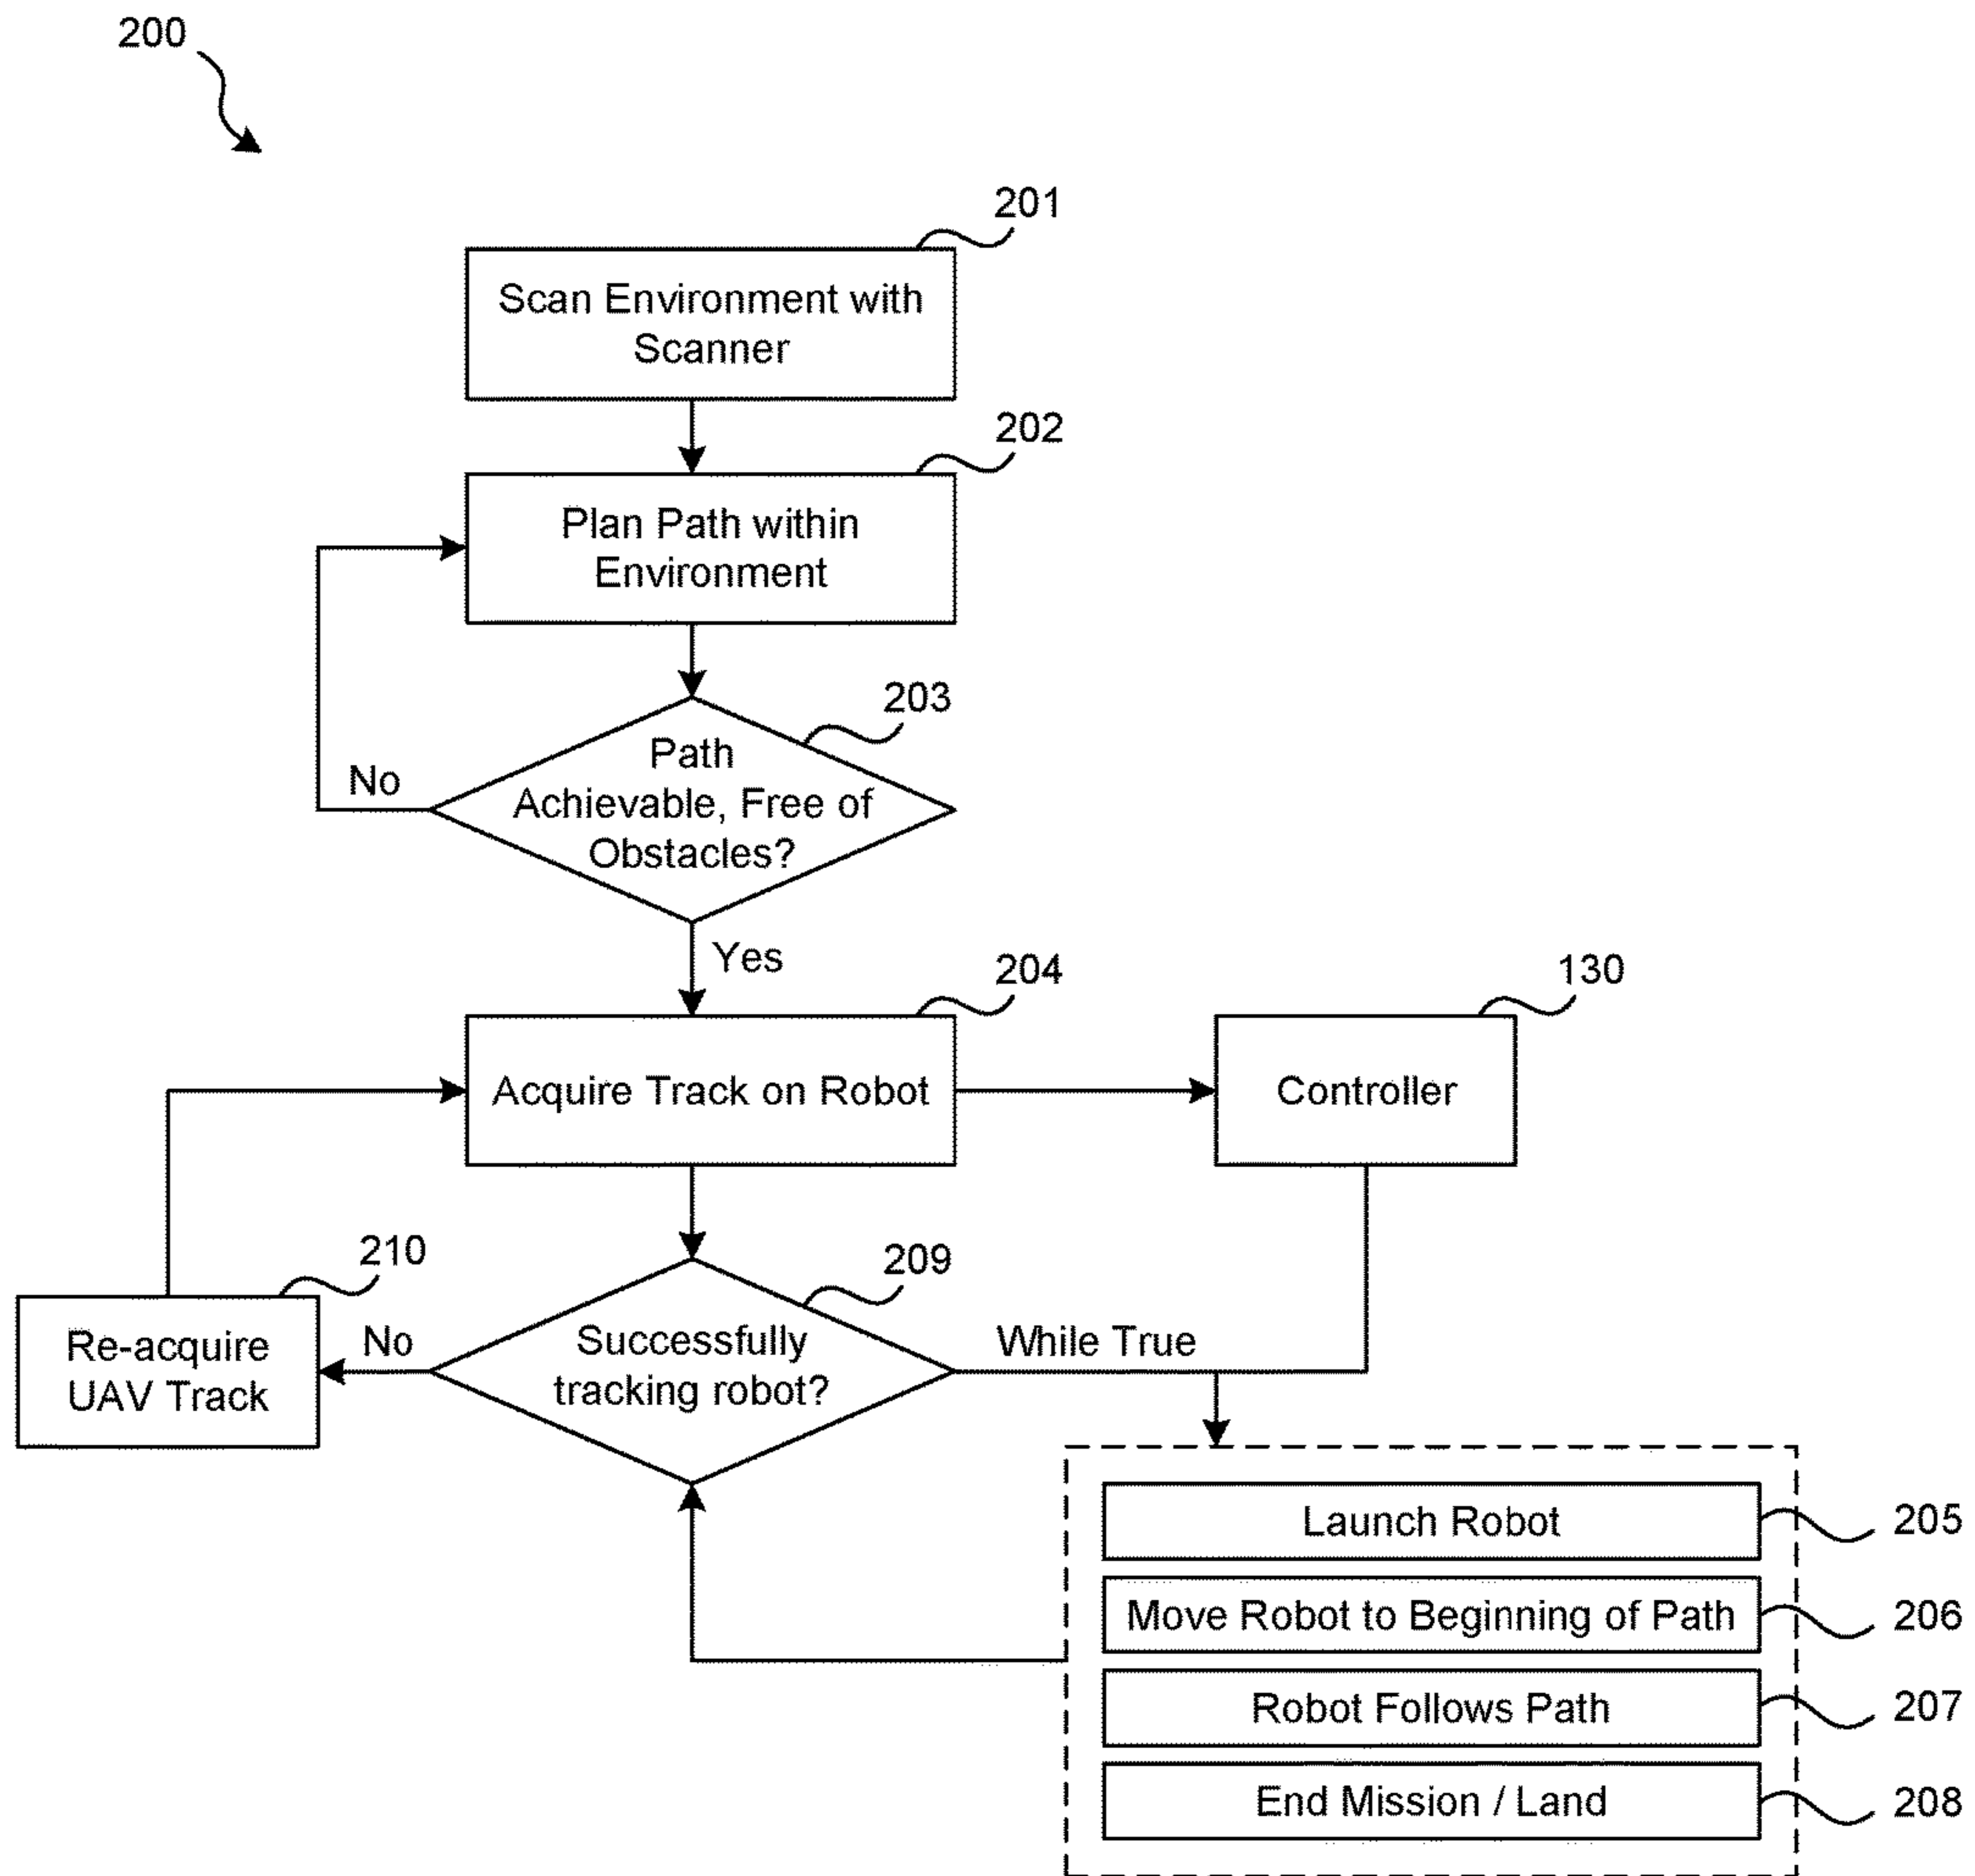 200
201
Scan Environment with
Scanner
202
Plan Path within
Environment
203
Path
Achievable, Free of
Obstacles?
No
Yes
204
130
Acquire Track on Robot
Controller
210
209
Re-acquire
UAV Track
No
Successfully
tracking robot?
While True
Launch Robot
205
Move Robot to Beginning of Path
206
Robot Follows Path
207
End Mission / Land
208